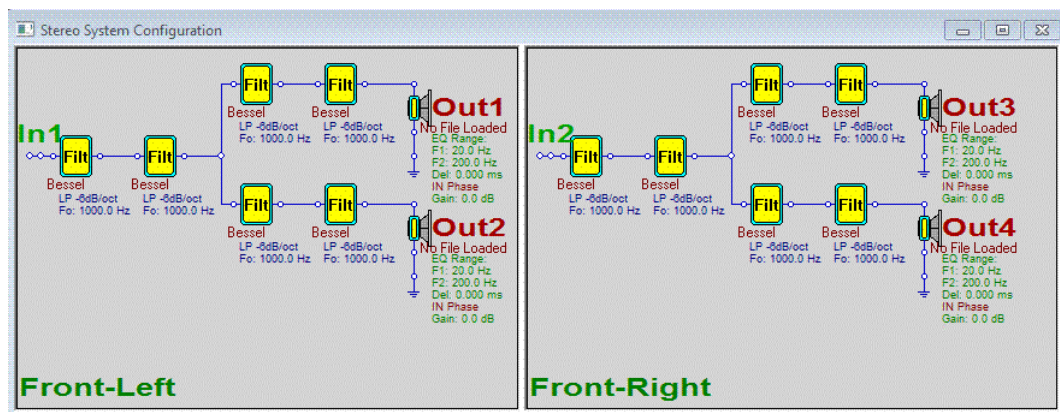 Stereo System Configuration
In1
Filt
Bessel
LP -6dB/oct
Fo: 1000.0 Hz
Filt
Bessel
LP -6dB/oct
Fo: 1000.0 Hz
Filt
Bessel
LP -6dB/oct
Fo: 1000.0 Hz
Filt
Bessel
LP -6dB/oct
Fo: 1000.0 Hz
Out1
No File Loaded
EQ Range:
F1: 20.0 Hz
F2: 200.0 Hz
Del: 0.000 ms
IN Phase
Gain: 0.0 dB
Filt
Bessel
LP -6dB/oct
Fo: 1000.0 Hz
Filt
Bessel
LP -6dB/oct
Fo: 1000.0 Hz
Out2
No File Loaded
EQ Range:
F1: 20.0 Hz
F2: 200.0 Hz
Del: 0.000 ms
IN Phase
Gain: 0.0 dB
Front-Left
In2
Filt
Bessel
LP -6dB/oct
Fo: 1000.0 Hz
Filt
Bessel
LP -6dB/oct
Fo: 1000.0 Hz
Filt
Bessel
LP -6dB/oct
Fo: 1000.0 Hz
Filt
Bessel
LP -6dB/oct
Fo: 1000.0 Hz
Out3
No File Loaded
EQ Range:
F1: 20.0 Hz
F2: 200.0 Hz
Del: 0.000 ms
IN Phase
Gain: 0.0 dB
Filt
Bessel
LP -6dB/oct
Fo: 1000.0 Hz
Filt
Bessel
LP -6dB/oct
Fo: 1000.0 Hz
Out4
No File Loaded
EQ Range:
F1: 20.0 Hz
F2: 200.0 Hz
Del: 0.000 ms
IN Phase
Gain: 0.0 dB
Front-Right